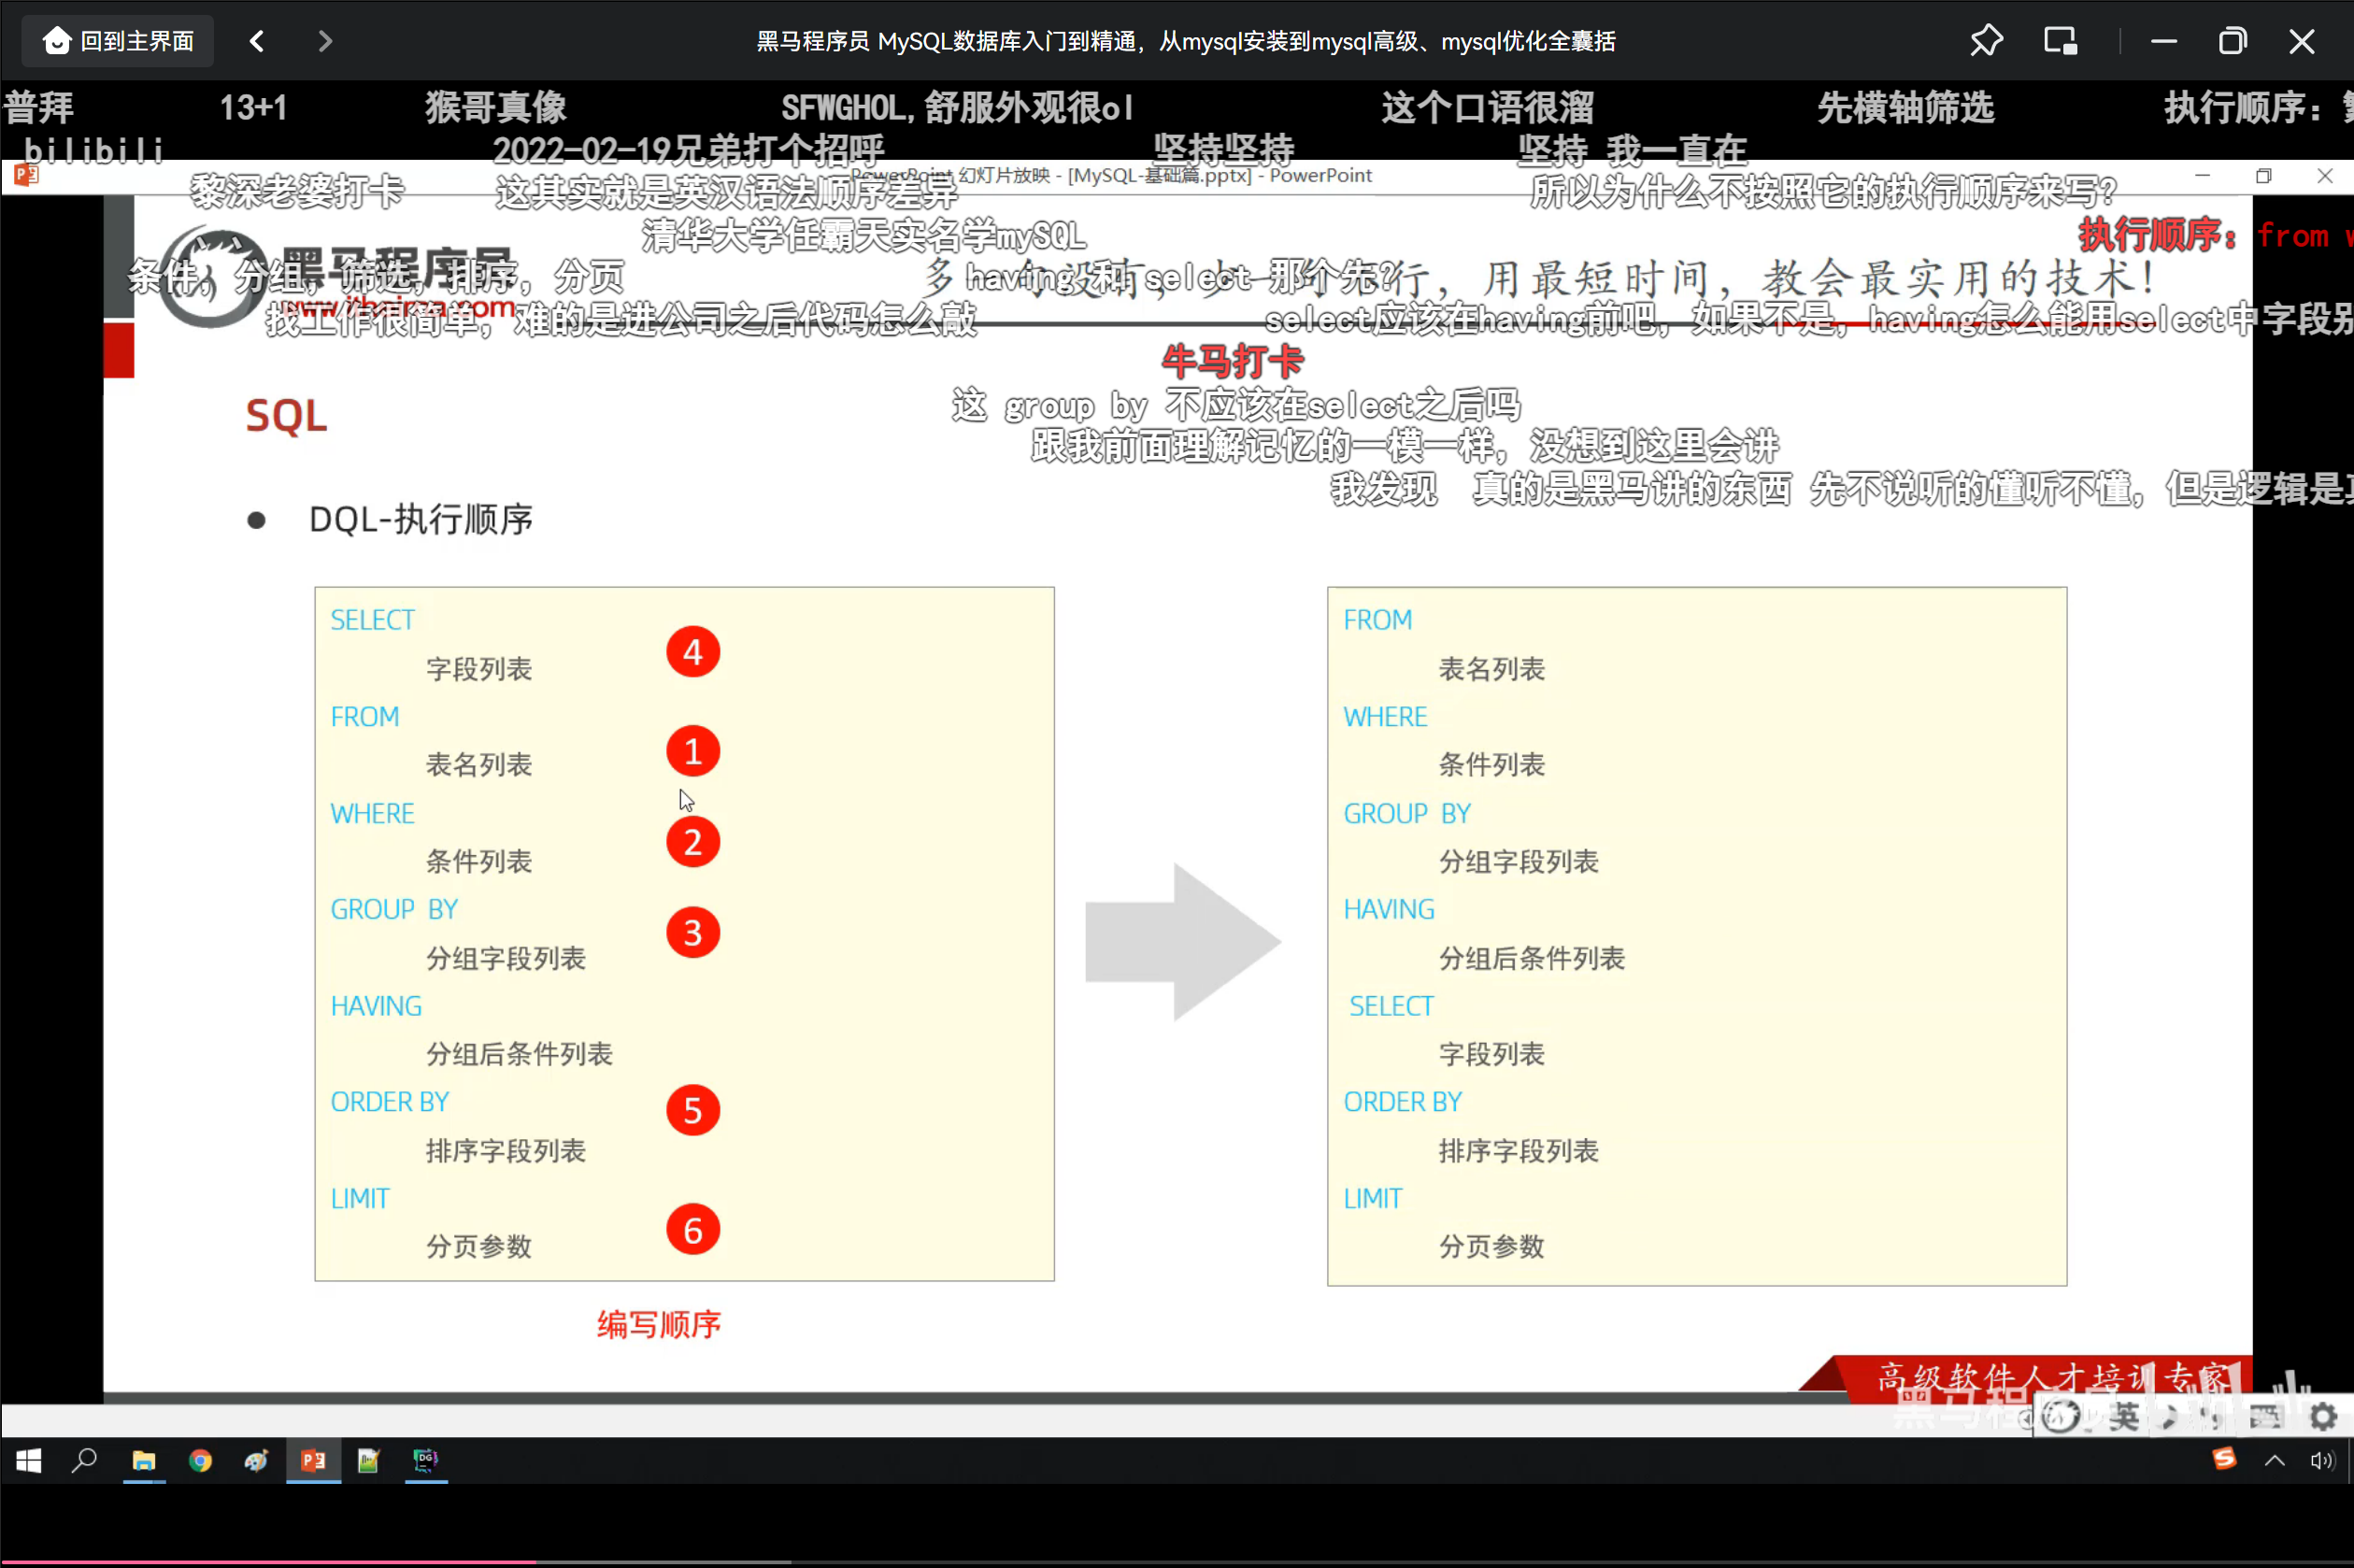 回到主界面
黑马程序员 MySQL数据库入门到精通，从mysql安装到mysql高级、mysql优化全囊括
普拜 13+1 猴哥真像 SFWGHOL,舒服外观很ol 这个口语很溜 先横轴筛选 执行顺序：
bilibili 2022-02-19兄弟打个招呼 坚持坚持 坚持 我一直在
PowerPoint 幻灯片放映 - [MySQL-基础篇.pptx] - PowerPoint
黎深老婆打卡 这其实就是英汉语法顺序差异 所以为什么不按照它的执行顺序来写?
清华大学任霸天实名学mySQL 执行顺序：from w
黑马程序员
条件，分组，筛选，排序，分页 having 和 select 那个先?
用最短时间，教会最实用的技术！
www.itheima.com
找工作很简单，难的是进公司之后代码怎么敲 select应该在having前吧，如果不是，having怎么能用select中字段别
牛马打卡
这 group by 不应该在select之后吗
SQL
跟我前面理解记忆的一模一样，没想到这里会讲
我发现 真的是黑马讲的东西 先不说听的懂听不懂，但是逻辑是
DQL-执行顺序
SELECT
字段列表
4
FROM
表名列表
1
WHERE
条件列表
2
GROUP BY
分组字段列表
3
HAVING
分组后条件列表
ORDER BY
排序字段列表
5
LIMIT
分页参数
6
编写顺序
FROM
表名列表
WHERE
条件列表
GROUP BY
分组字段列表
HAVING
分组后条件列表
SELECT
字段列表
ORDER BY
排序字段列表
LIMIT
分页参数
高级软件人才培训专家
英